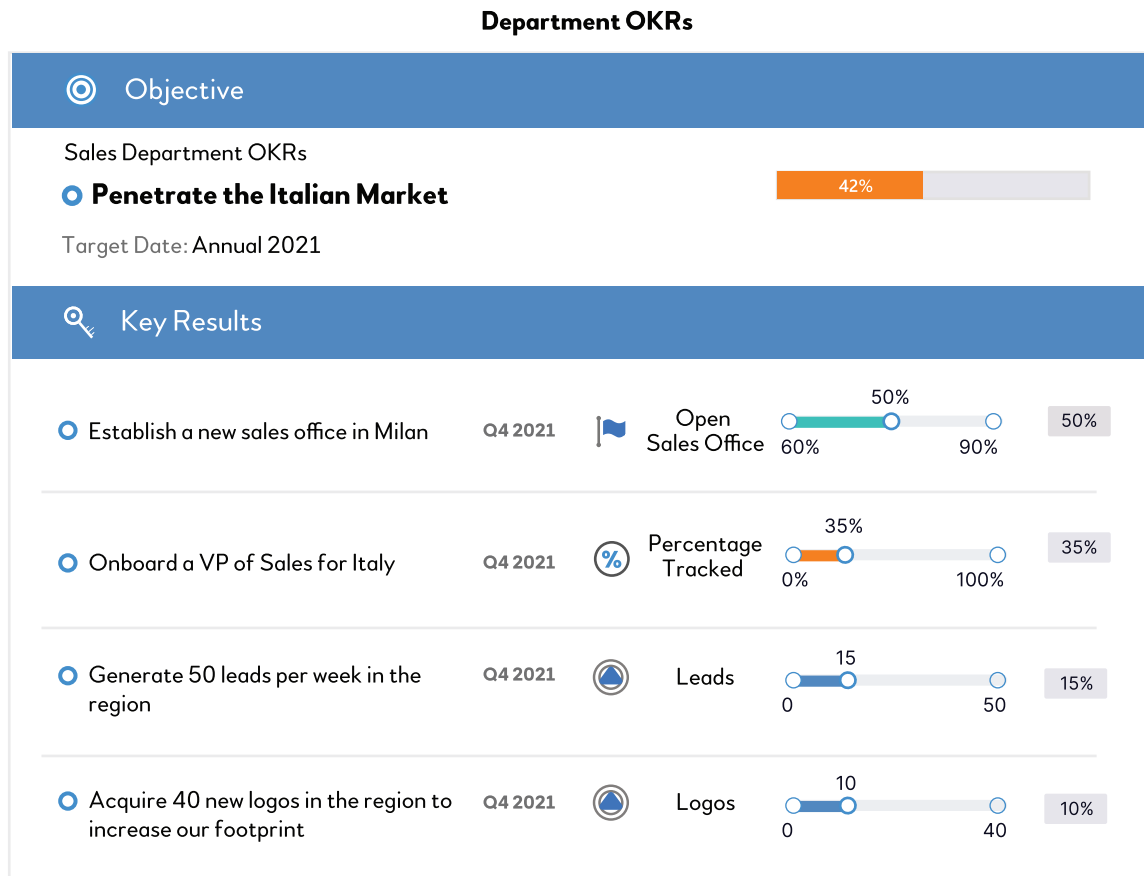 Department OKRs
Objective
Sales Department OKRs
Penetrate the Italian Market
42%
Target Date: Annual 2021
Key Results
Establish a new sales office in Milan
Q4 2021
Open
Sales Office
50%
60%
90%
50%
Onboard a VP of Sales for Italy
Q4 2021
%
Percentage
Tracked
35%
0%
100%
35%
Generate 50 leads per week in the
region
Q4 2021
Leads
15
0
50
15%
Acquire 40 new logos in the region to
increase our footprint
Q4 2021
Logos
10
0
40
10%